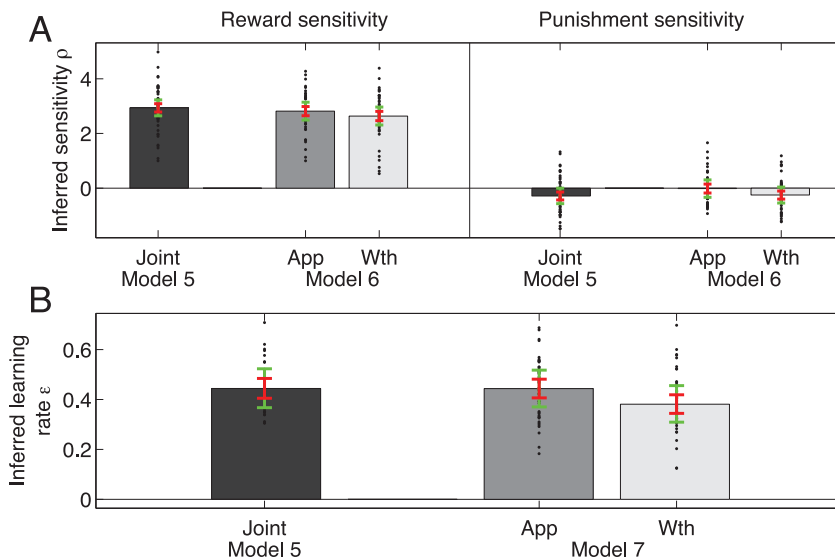 A
Reward sensitivity
Punishment sensitivity
Inferred sensitivity ρ
4
2
0
Joint
App
Wth
Joint
App
Wth
Model 5
Model 6
Model 5
Model 6
B
Inferred learning
rate ε
0.6
0.4
0.2
0
Joint
App
Wth
Model 5
Model 7